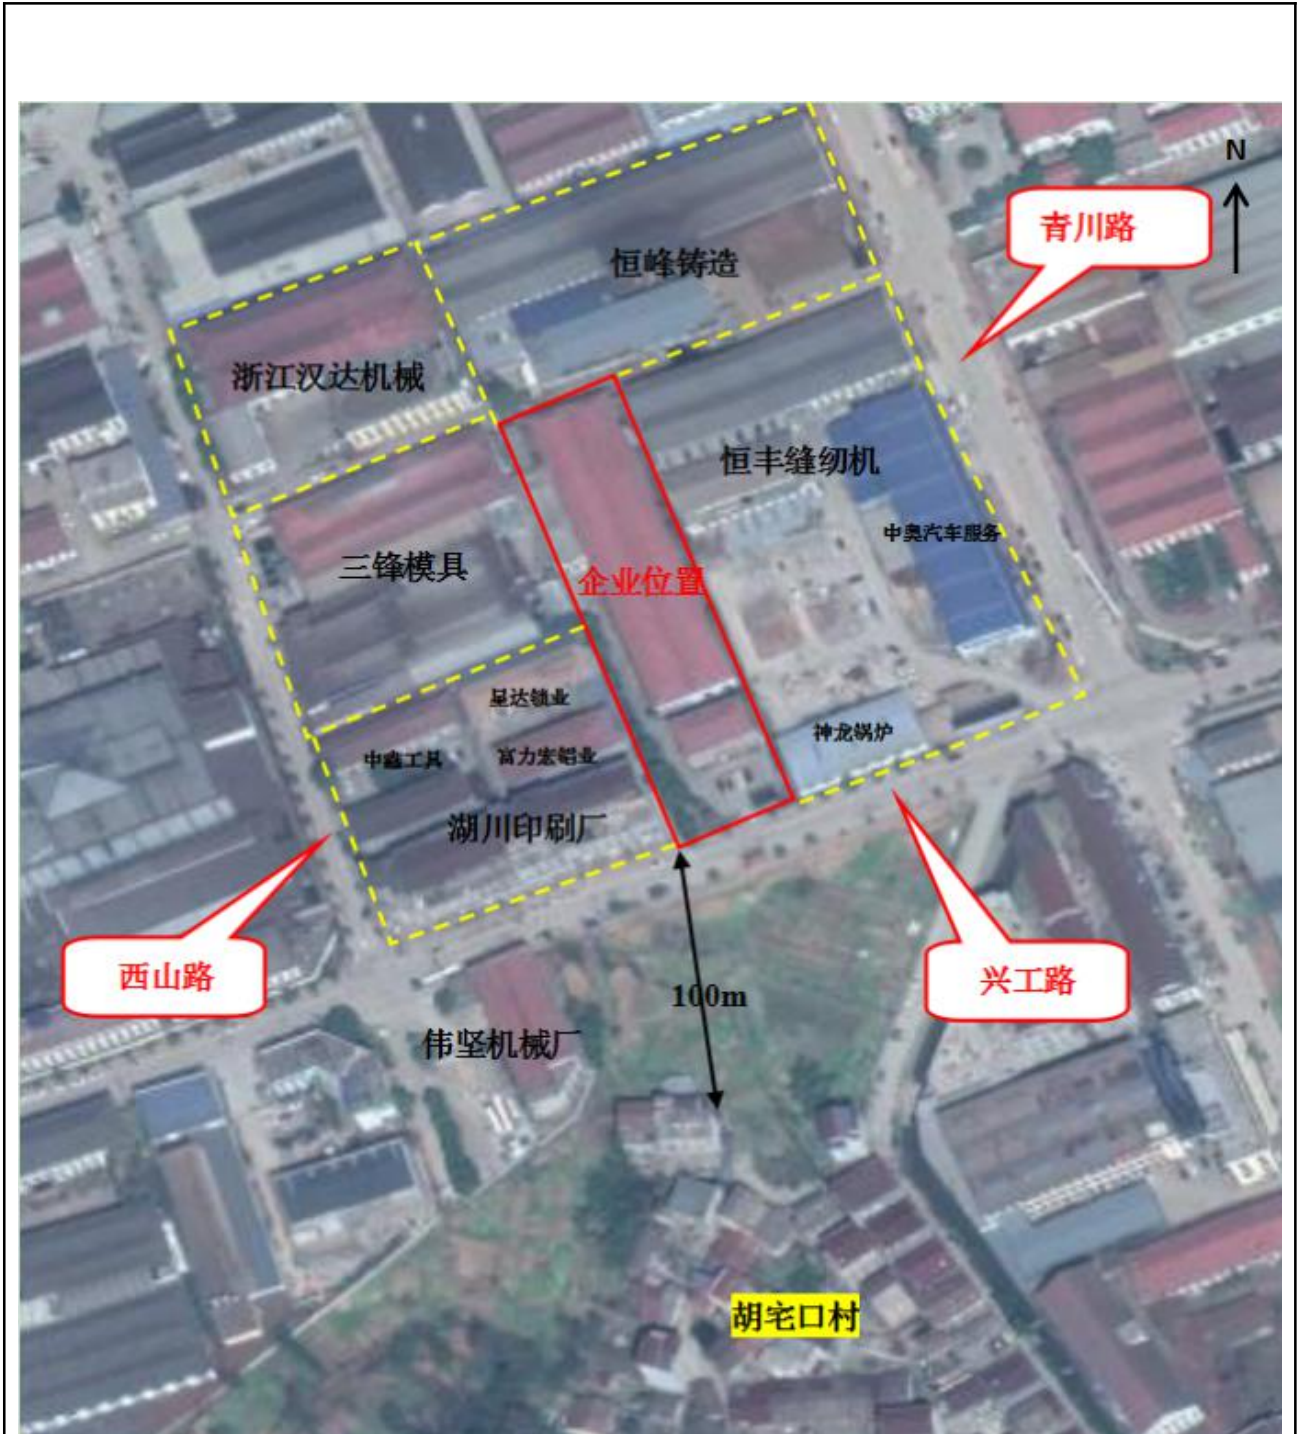 N
青川路
恒峰铸造
浙江汉达机械
恒丰缝纫机
中奥汽车服务
三锋模具
企业位置
星达锁业
神龙锅炉
中鑫工具
富力宏铝业
湖川印刷厂
西山路
兴工路
100m
伟坚机械厂
胡宅口村